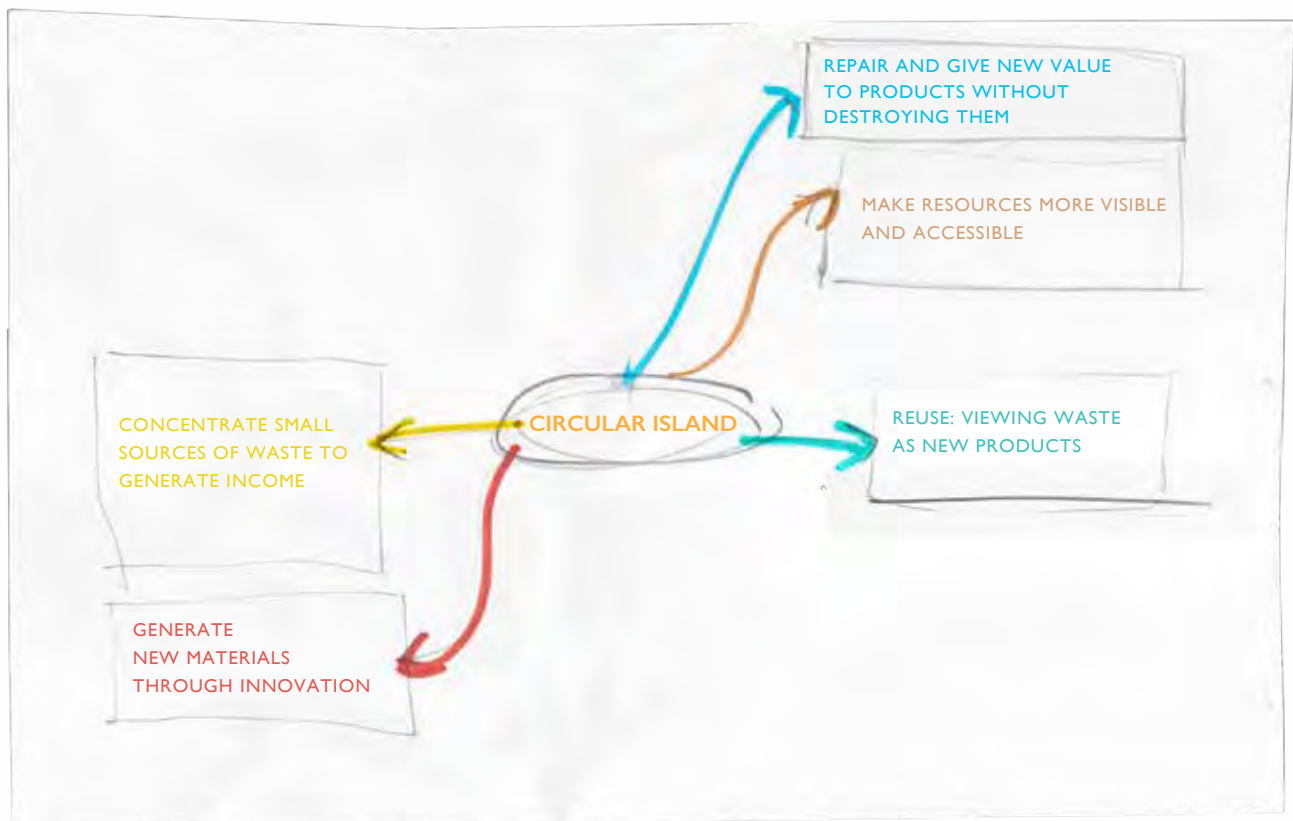 REPAIR AND GIVE NEW VALUE
TO PRODUCTS WITHOUT
DESTROYING THEM
MAKE RESOURCES MORE VISIBLE
AND ACCESSIBLE
CIRCULAR ISLAND
REUSE: VIEWING WASTE
AS NEW PRODUCTS
CONCENTRATE SMALL
SOURCES OF WASTE TO
GENERATE INCOME
GENERATE
NEW MATERIALS
THROUGH INNOVATION